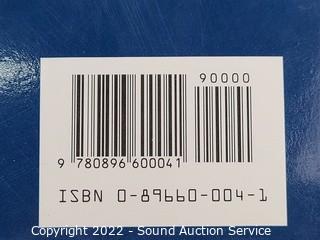 90000
9 780896 600041
ISBN 0-89660-004-1
Copyright 2022 - Sound Auction Service